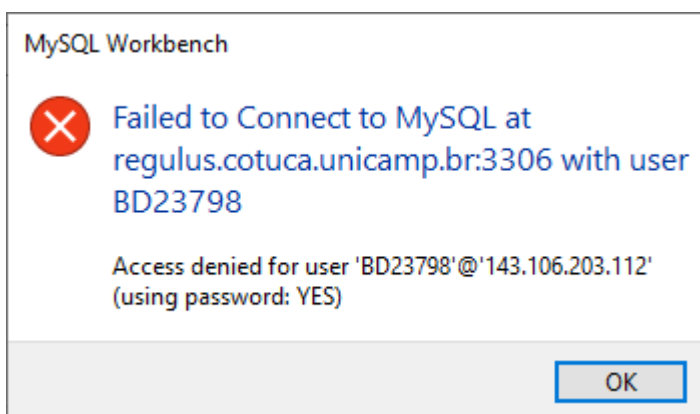 MySQL Workbench
Failed to Connect to MySQL at
regulus.cotuca.unicamp.br:3306 with user
BD23798
Access denied for user 'BD23798'@'143.106.203.112'
(using password: YES)
OK